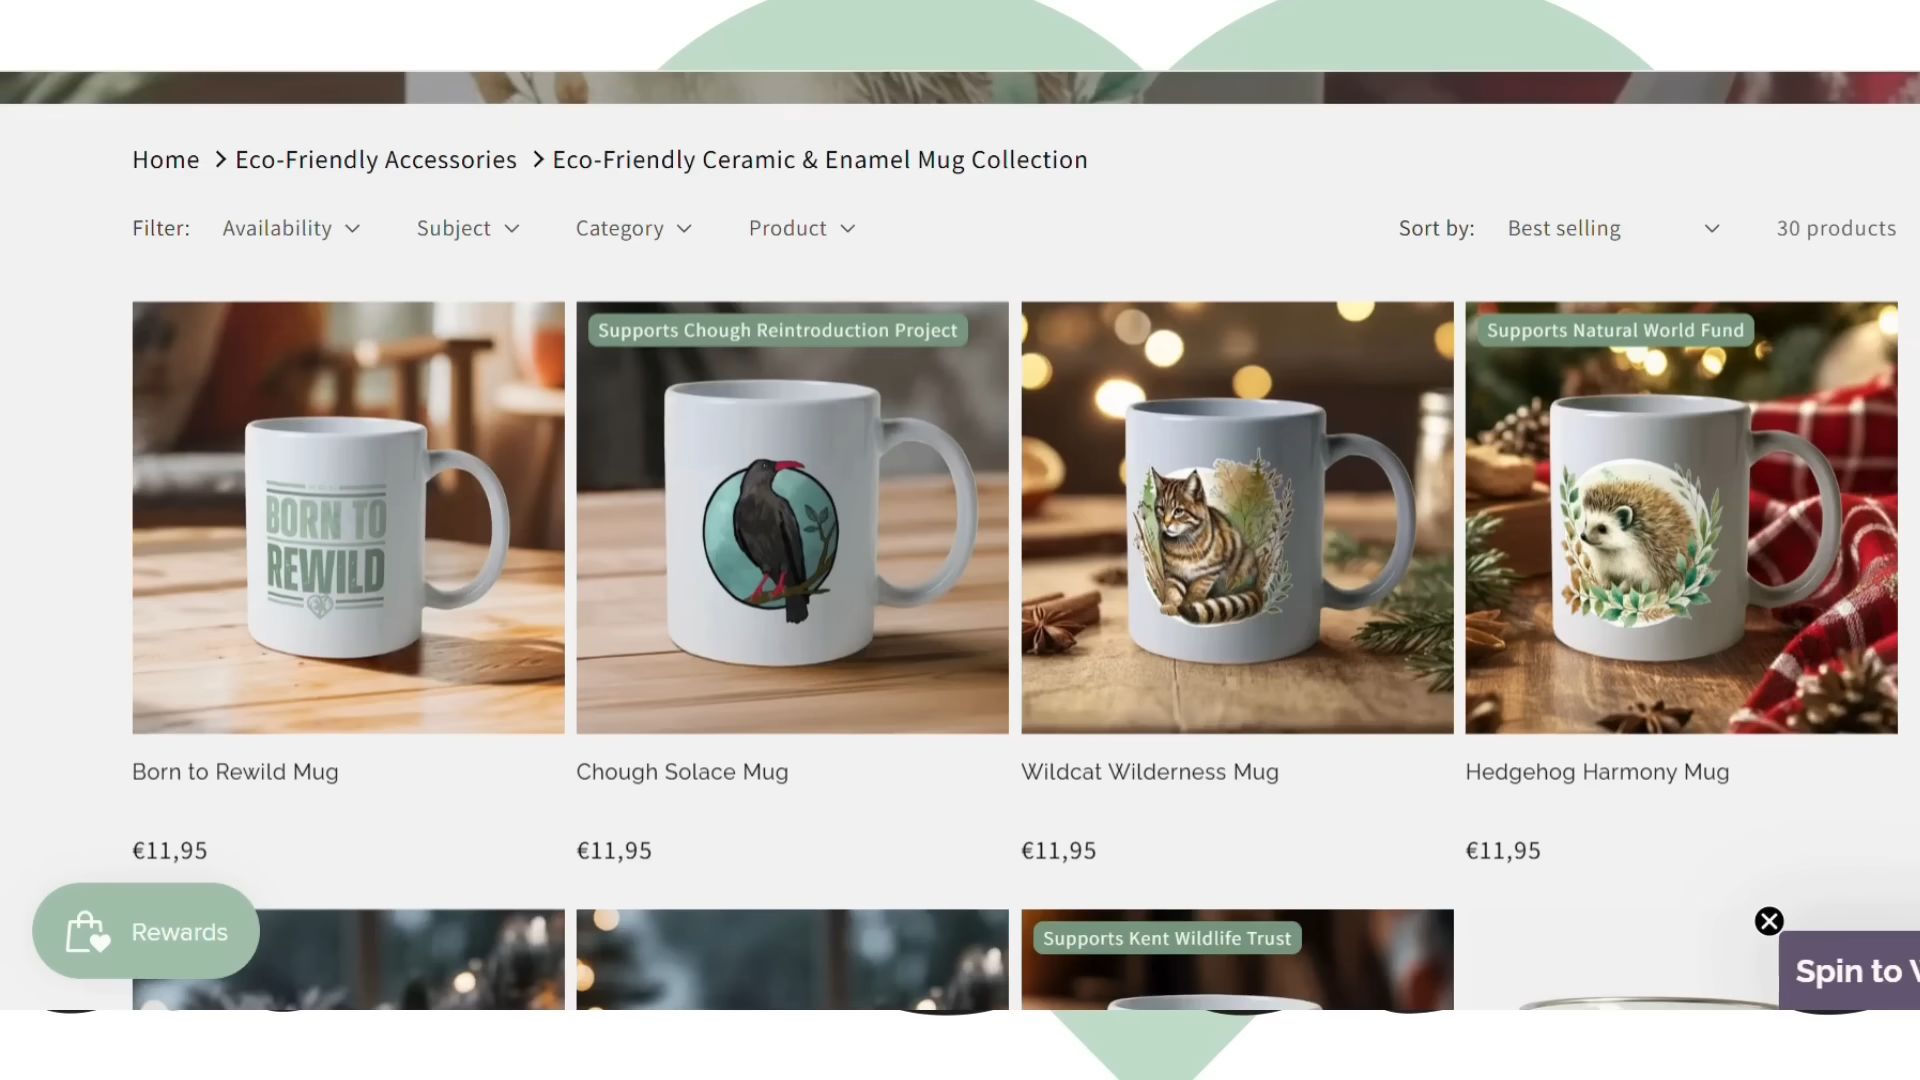 Home > Eco-Friendly Accessories > Eco-Friendly Ceramic & Enamel Mug Collection
Filter: Availability Subject Category Product Sort by: Best selling 30 products
Supports Chough Reintroduction Project
Supports Natural World Fund
BORN TO
REWILD
Born to Rewild Mug
Chough Solace Mug
Wildcat Wilderness Mug
Hedgehog Harmony Mug
€11,95
€11,95
€11,95
€11,95
Rewards
Supports Kent Wildlife Trust
Spin to